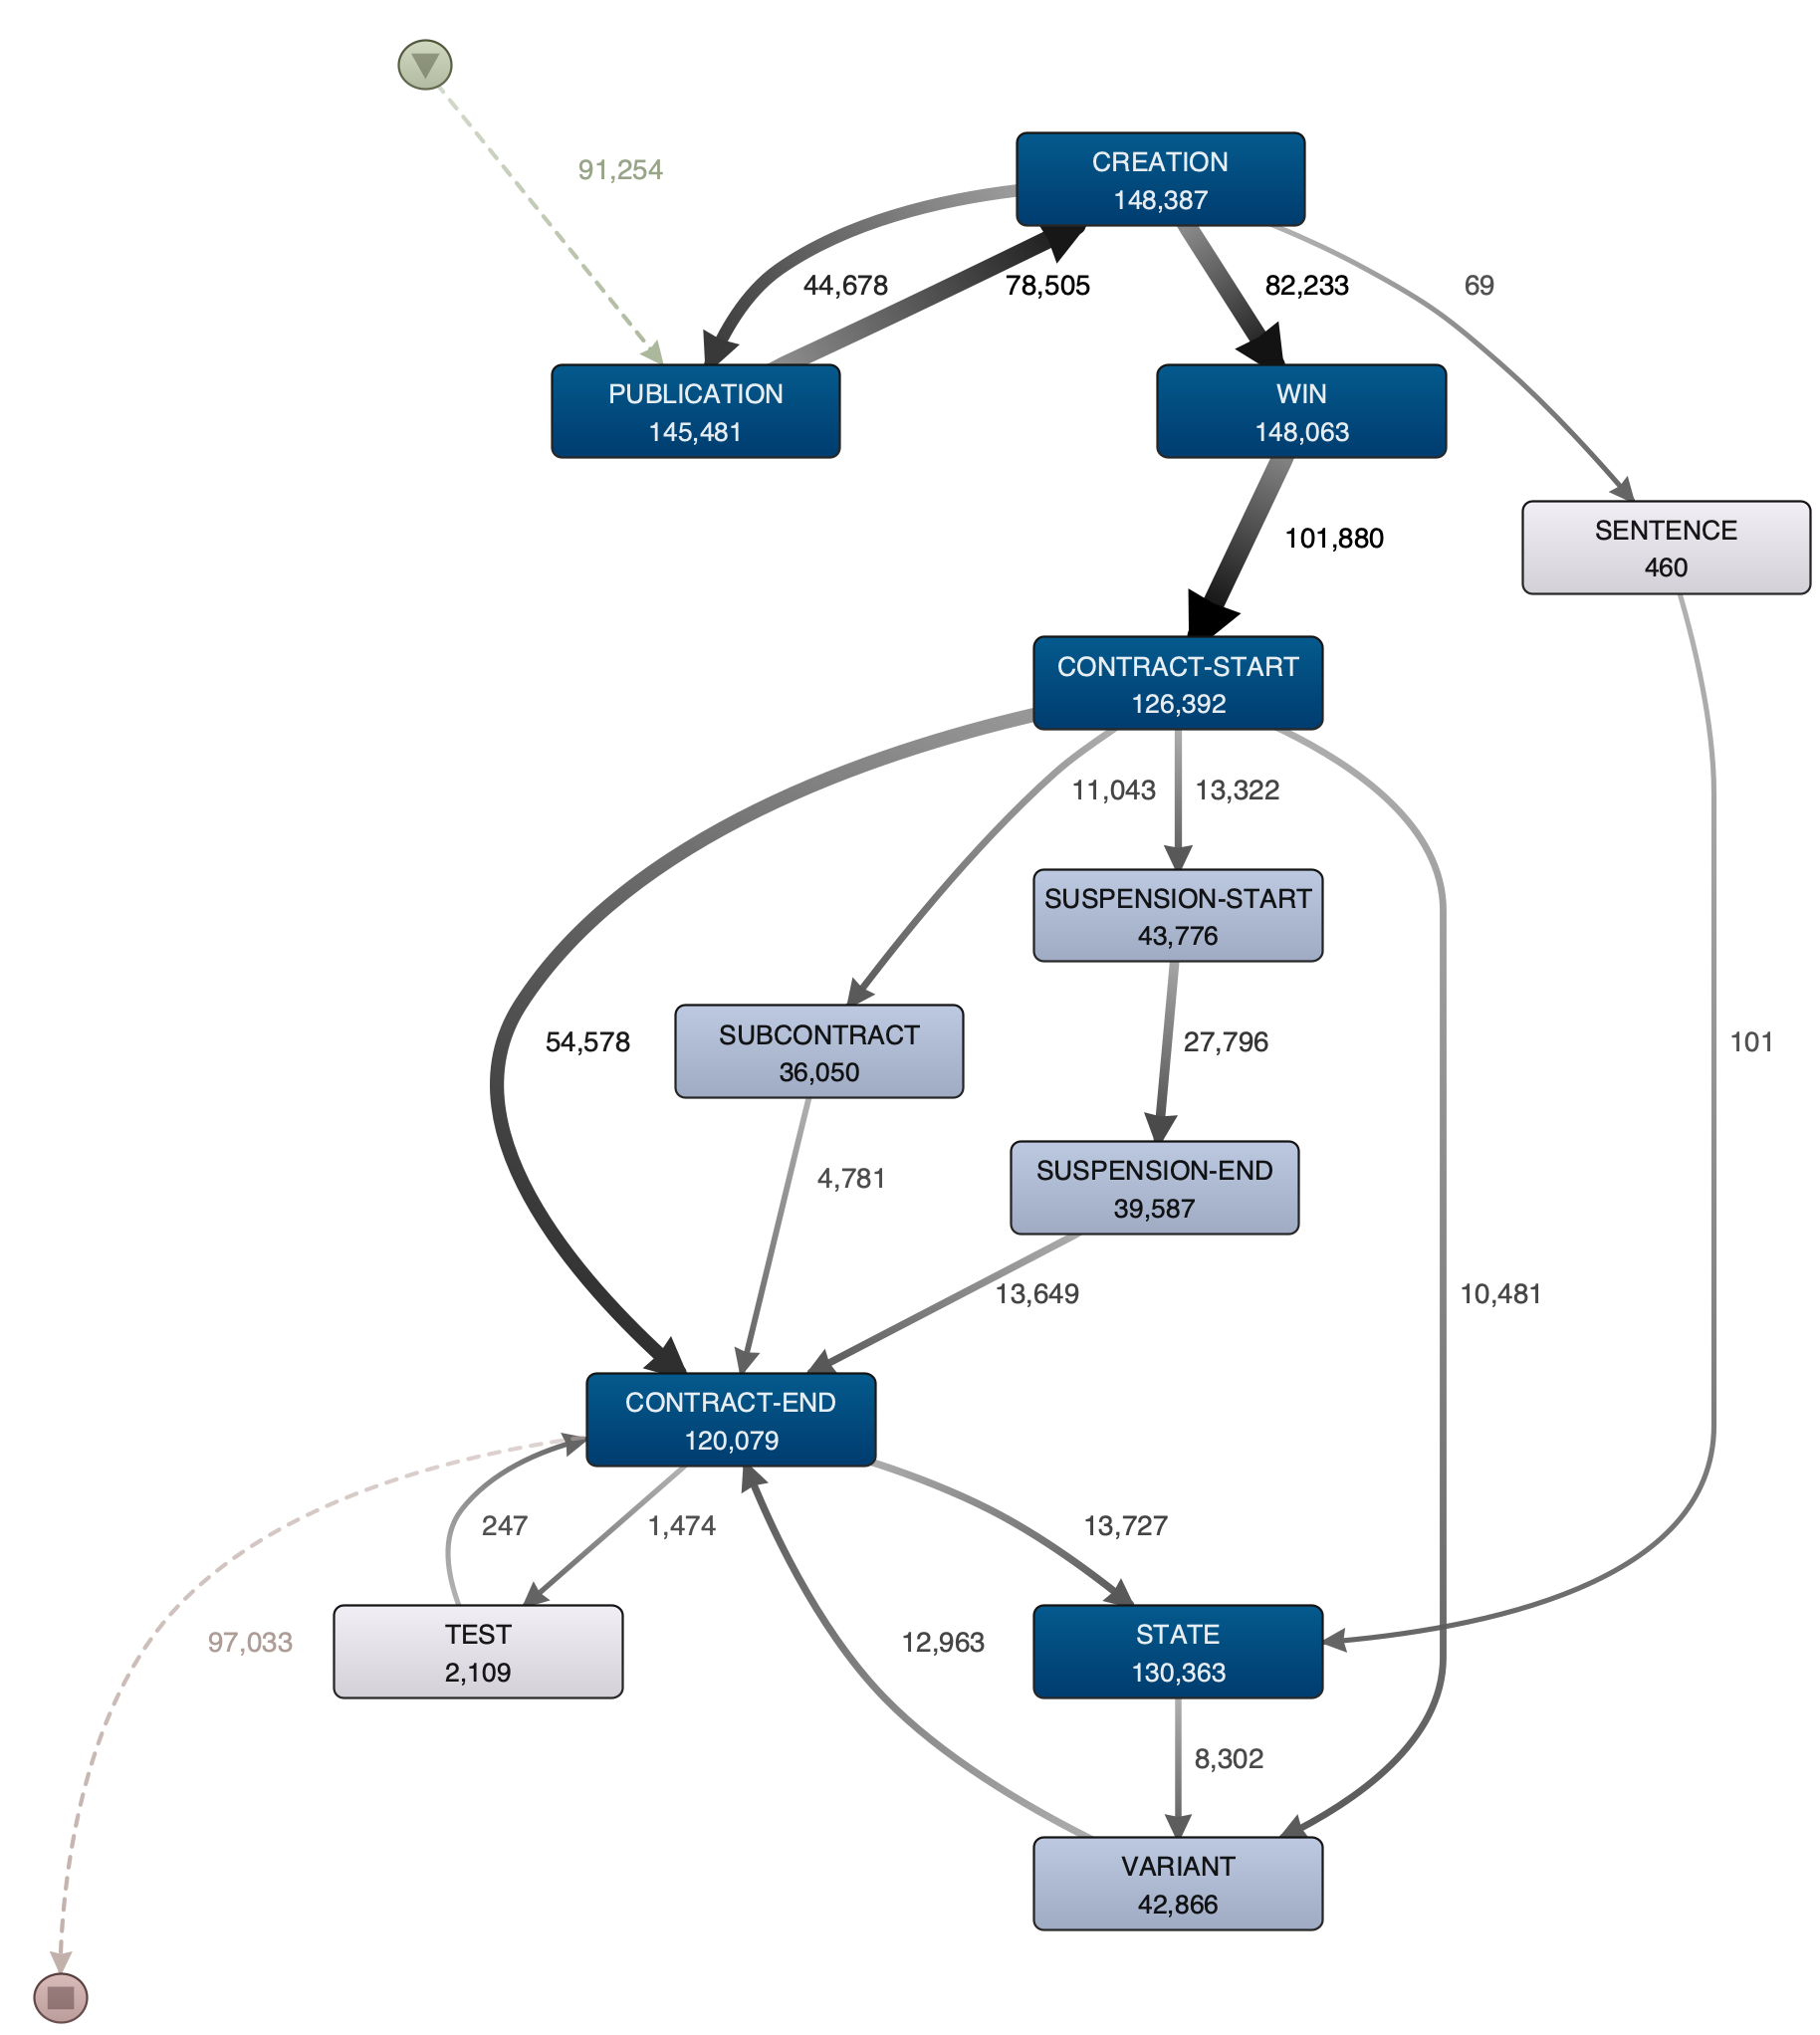 CREATION
148,387
91,254
44,678
78,505
82,233
69
PUBLICATION
145,481
WIN
148,063
SENTENCE
460
101,880
CONTRACT-START
126,392
11,043
13,322
SUSPENSION-START
43,776
SUBCONTRACT
36,050
54,578
27,796
101
SUSPENSION-END
39,587
4,781
13,649
10,481
CONTRACT-END
120,079
247
1,474
13,727
TEST
2,109
STATE
130,363
97,033
12,963
8,302
VARIANT
42,866